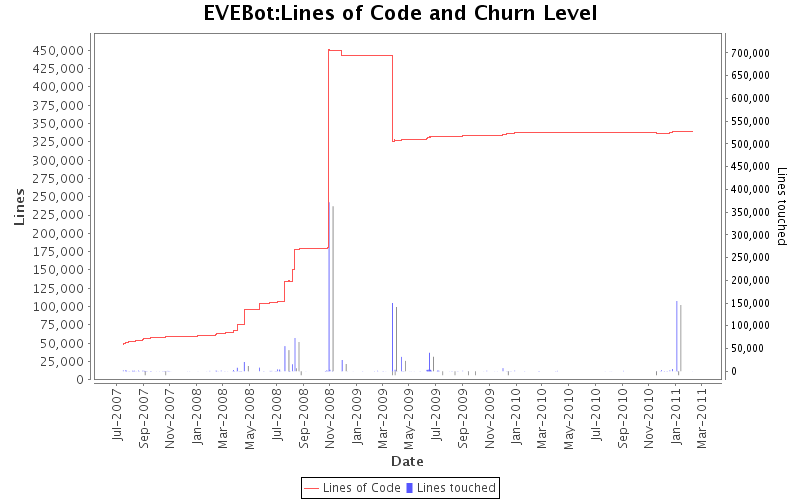 EVEBot:Lines of Code and Churn Level
450,000
425,000
400,000
375,000
350,000
325,000
300,000
275,000
250,000
225,000
200,000
175,000
150,000
125,000
100,000
75,000
50,000
25,000
0
Lines
700,000
650,000
600,000
550,000
500,000
450,000
400,000
350,000
300,000
250,000
200,000
150,000
100,000
50,000
0
Lines touched
Jul-2007
Sep-2007
Nov-2007
Jan-2008
Mar-2008
May-2008
Jul-2008
Sep-2008
Nov-2008
Jan-2009
Mar-2009
May-2009
Jul-2009
Sep-2009
Nov-2009
Jan-2010
Mar-2010
May-2010
Jul-2010
Sep-2010
Nov-2010
Jan-2011
Mar-2011
Date
Lines of Code Lines touched